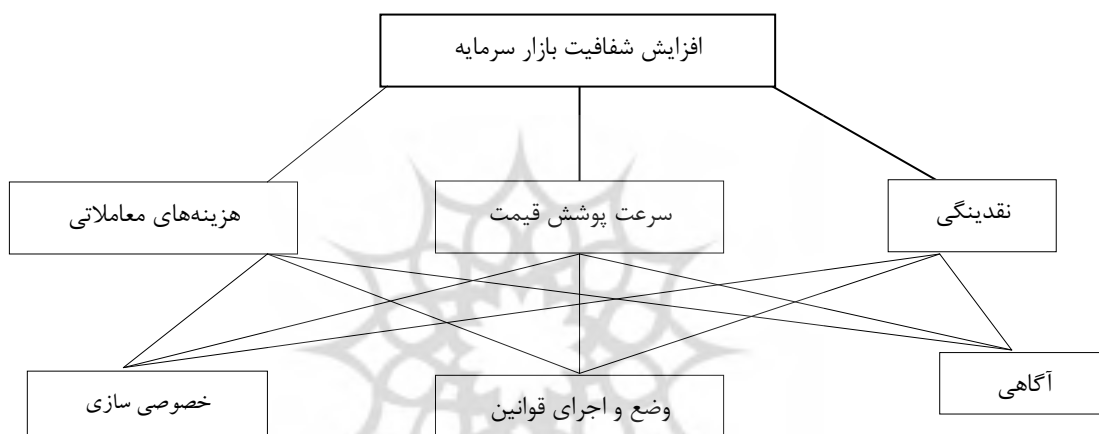 افزایش شفافیت بازار سرمایه
نقدینگی
سرعت پوشش قیمت
هزینه‌های معاملاتی
آگاهی
وضع و اجرای قوانین
خصوصی سازی